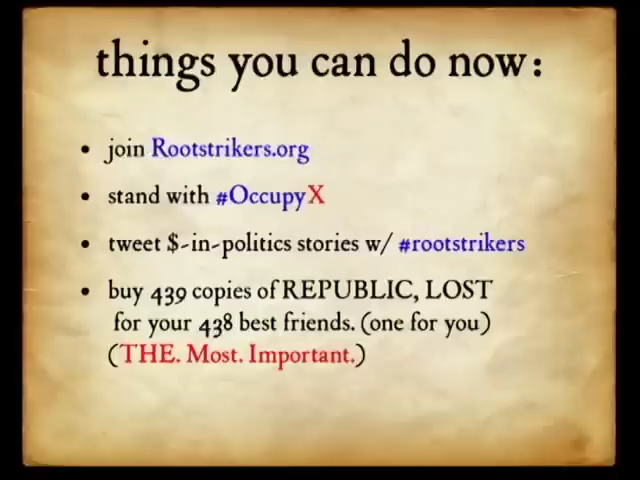 things you can do now:
• join Rootstrikers.org
• stand with #OccupyX
• tweet $-in-politics stories w/ #rootstrikers
• buy 439 copies of REPUBLIC, LOST
for your 438 best friends. (one for you)
(THE. Most. Important.)